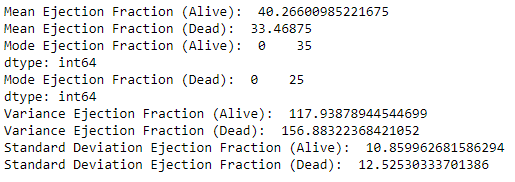 Mean Ejection Fraction (Alive):  40.26600985221675
Mean Ejection Fraction (Dead):  33.46875
Mode Ejection Fraction (Alive):  0    35
dtype: int64
Mode Ejection Fraction (Dead):  0    25
dtype: int64
Variance Ejection Fraction (Alive):  117.93878944544699
Variance Ejection Fraction (Dead):  156.88322368421052
Standard Deviation Ejection Fraction (Alive):  10.859962681586294
Standard Deviation Ejection Fraction (Dead):  12.52530333701386